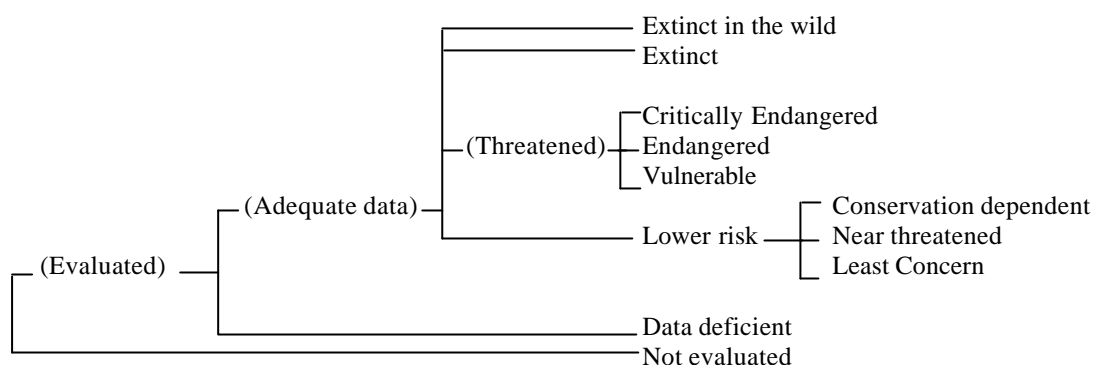 Extinct in the wild
Extinct
Critically Endangered
(Threatened)
Endangered
Vulnerable
(Adequate data)
Conservation dependent
Lower risk
Near threatened
Least Concern
(Evaluated)
Data deficient
Not evaluated